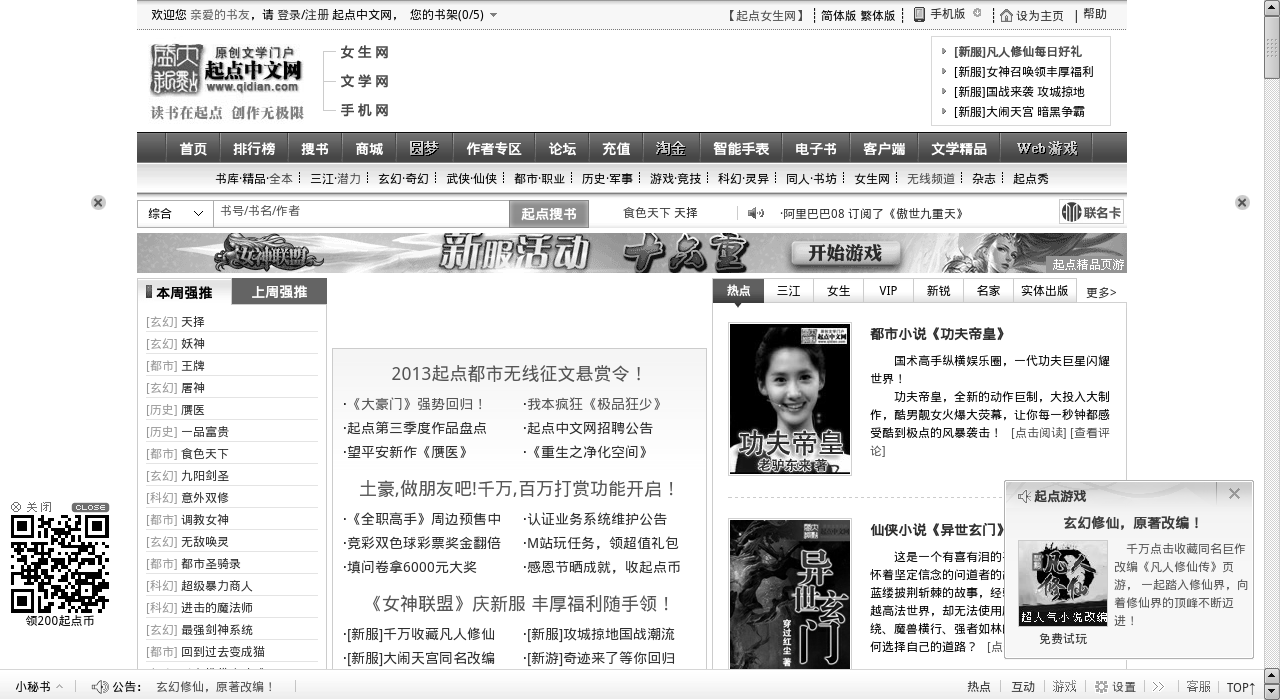 欢迎您 亲爱的书友，请 登录/注册 起点中文网， 您的书架(0/5)
【起点女生网】 简体版 繁体版 手机版 设为主页 | 帮助
原创文学门户
起点中文网
www.qidian.com
读书在起点 创作无极限
女生网
文学网
手机网
[新服]凡人修仙每日好礼
[新服]女神召唤领丰厚福利
[新服]国战来袭 攻城掠地
[新服]大闹天宫 暗黑争霸
首页 排行榜 搜书 商城 圆梦 作者专区 论坛 充值 淘金 智能手表 电子书 客户端 文学精品 Web游戏
书库·精品·全本 三江·潜力 玄幻·奇幻 武侠·仙侠 都市·职业 历史·军事 游戏·竞技 科幻·灵异 同人·书坊 女生网 无线频道 杂志 起点秀
综合 书号/书名/作者 起点搜书 食色天下 天择 ·阿里巴巴08 订阅了《傲世九重天》 联名卡
女神联盟 新服活动 十六重 开始游戏 起点精品页游
本周强推 上周强推
[玄幻] 天择
[玄幻] 妖神
[都市] 王牌
[玄幻] 屠神
[历史] 赝医
[历史] 一品富贵
[都市] 食色天下
[玄幻] 九阳剑圣
[科幻] 意外双修
[都市] 调教女神
[玄幻] 无敌唤灵
[都市] 都市圣骑录
[科幻] 超级暴力商人
[科幻] 进击的魔法师
[玄幻] 最强剑神系统
[都市] 回到过去变成猫
2013起点都市无线征文悬赏令！
·《大豪门》强势回归！ ·我本疯狂《极品狂少》
·起点第三季度作品盘点 ·起点中文网招聘公告
·望平安新作《赝医》 ·《重生之净化空间》
土豪,做朋友吧!千万,百万打赏功能开启！
·《全职高手》周边预售中 ·认证业务系统维护公告
·竞彩双色球彩票奖金翻倍 ·M站玩任务，领超值礼包
·填问卷拿6000元大奖 ·感恩节晒成就，收起点币
《女神联盟》庆新服 丰厚福利随手领！
·[新服]千万收藏凡人修仙 ·[新服]攻城掠地国战潮流
·[新服]大闹天宫同名改编 ·[新游]奇迹来了等你回归
热点 三江 女生 VIP 新锐 名家 实体出版 更多>
功夫帝皇
老驴东来 著
都市小说《功夫帝皇》
国术高手纵横娱乐圈，一代功夫巨星闪耀
世界！
功夫帝皇，全新的动作巨制，大投入大制
作，酷男靓女火爆大荧幕，让你每一秒钟都感
受酷到极点的风暴袭击！ [点击阅读] [查看评
论]
异世玄门
穿过红尘 著
仙侠小说《异世玄门》
这是一个有喜有泪的
怀着坚定信念的问道者的
蓝缕披荆斩棘的故事，经
越高法世界，却无法使用
绕、魔兽横行、强者如林
何选择自己的道路？ [点
起点游戏
玄幻修仙，原著改编！
凡人修仙
超人气小说改编
千万点击收藏同名巨作
改编《凡人修仙传》页
游， 一起踏入修仙界，向
着修仙界的顶峰不断迈
进！
免费试玩
关闭 CLOSE
领200起点币
小秘书 公告： 玄幻修仙，原著改编！ 热点 互动 游戏 设置 客服 TOP↑